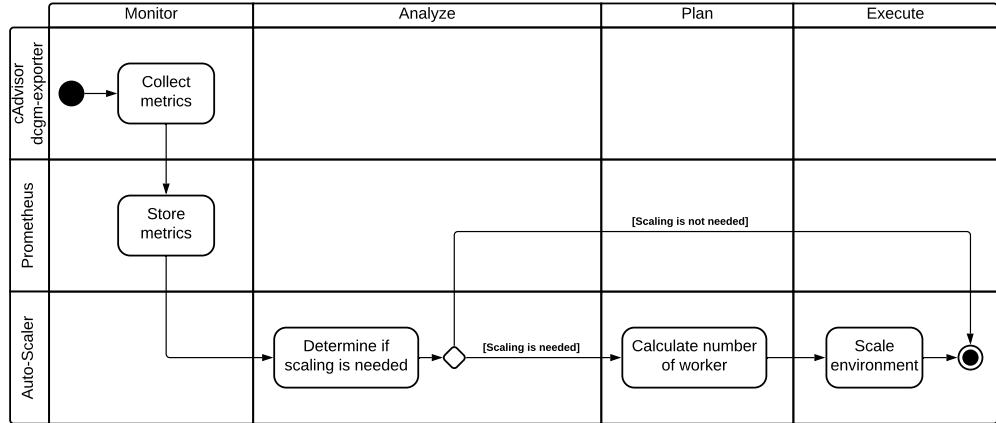 Monitor
Analyze
Plan
Execute
cAdvisor
dcgm-exporter
Collect
metrics
Prometheus
Store
metrics
[Scaling is not needed]
Auto-Scaler
Determine if
scaling is needed
[Scaling is needed]
Calculate number
of worker
Scale
environment